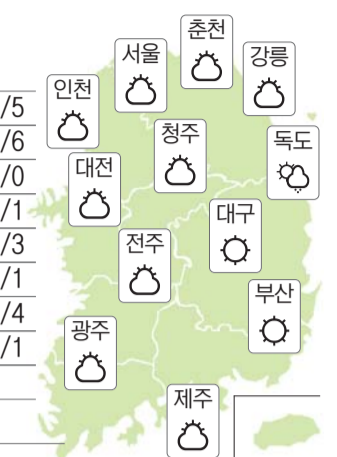 춘천
서울
강릉
인천
청주
독도
대전
대구
전주
부산
광주
제주
/5
/6
/0
/1
/3
/1
/4
/1